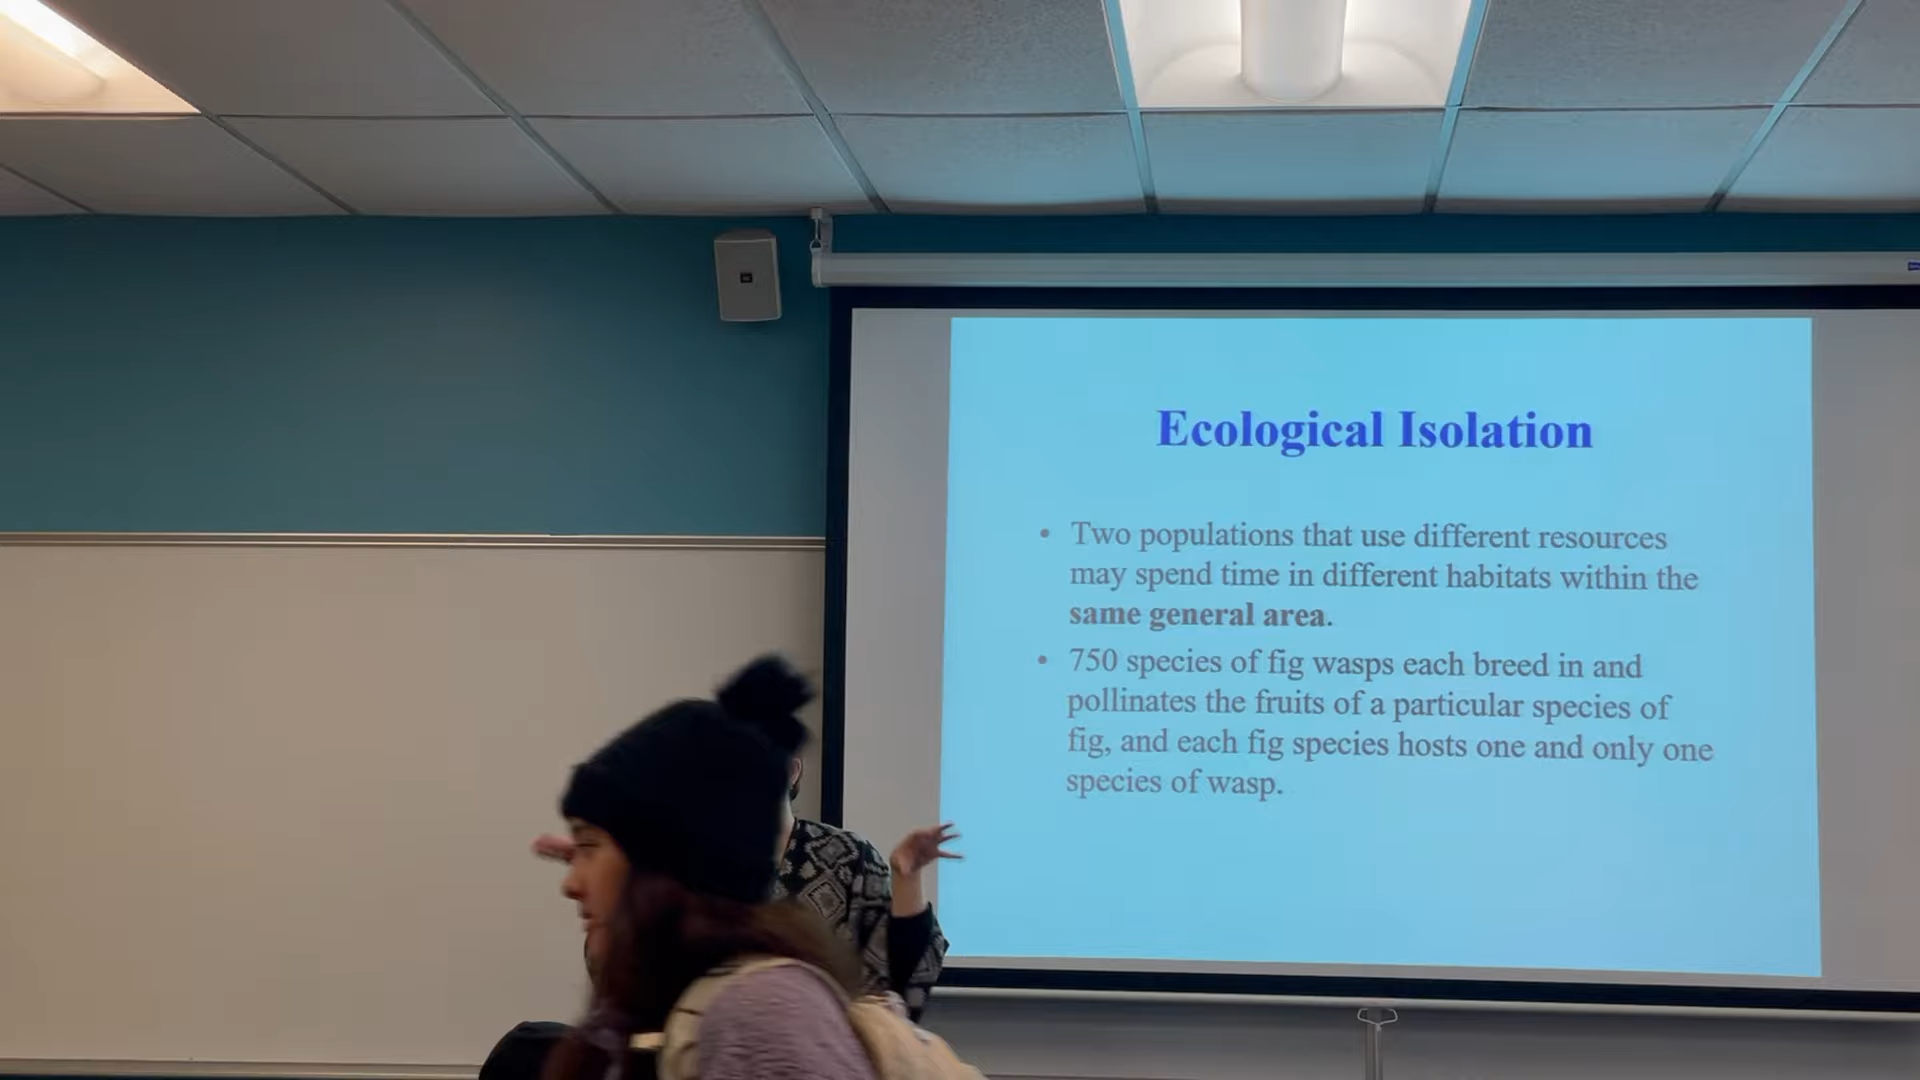 Ecological Isolation
• Two populations that use different resources
may spend time in different habitats within the
same general area.
• 750 species of fig wasps each breed in and
pollinates the fruits of a particular species of
fig, and each fig species hosts one and only one
species of wasp.